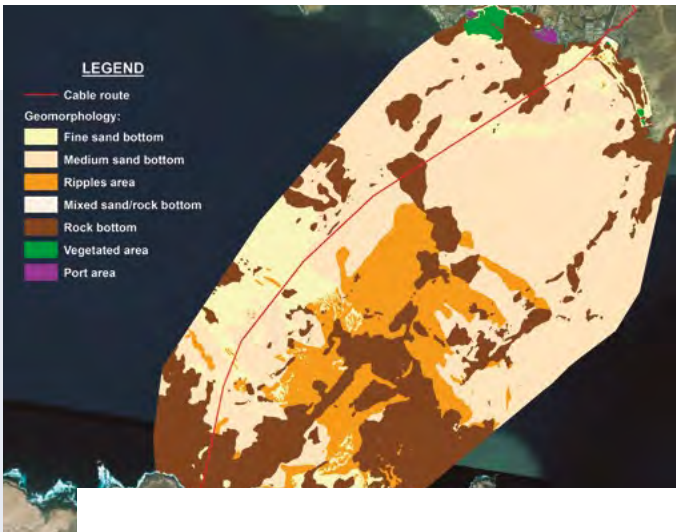 LEGEND
Cable route
Geomorphology:
Fine sand bottom
Medium sand bottom
Ripples area
Mixed sand/rock bottom
Rock bottom
Vegetated area
Port area